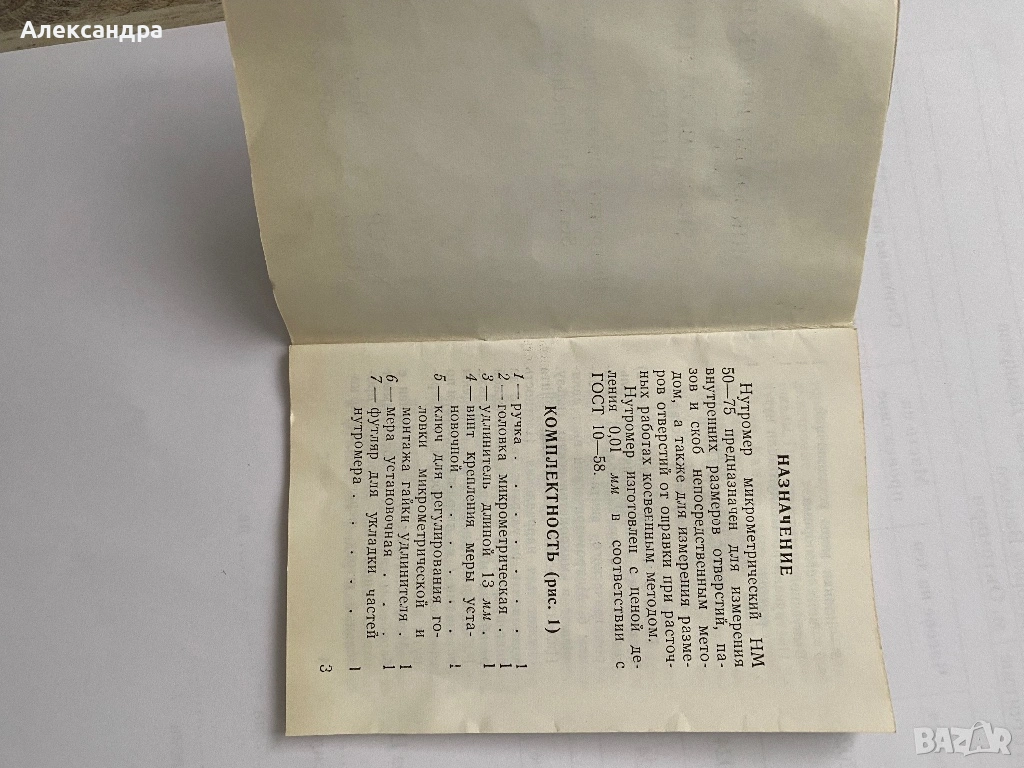 Александра
НАЗНАЧЕНИЕ
Нутромер микрометрический НМ
50—75 предназначен для измерения
внутренних размеров отверстий, па-
зов и скоб непосредственным мето-
дом, а также для измерения разме-
ров отверстий от оправки при расточ-
ных работах косвенным методом.
Нутромер изготовлен с ценой де-
ления 0,01 мм в соответствии с
ГОСТ 10—58.
КОМПЛЕКТНОСТЬ (рис. 1)
1 — ручка . . . . . . . 1
2 — головка микрометрическая . 1
3 — удлинитель длиной 13 мм . 1
4 — винт крепления меры уста-
новочной . . . . . . 1
5 — ключ для регулирования го-
ловки микрометрической и
монтажа гайки удлинителя . 1
6 — мера установочная . . . 1
7 — футляр для укладки частей
нутромера . . . . . . 1
3
BAZAR